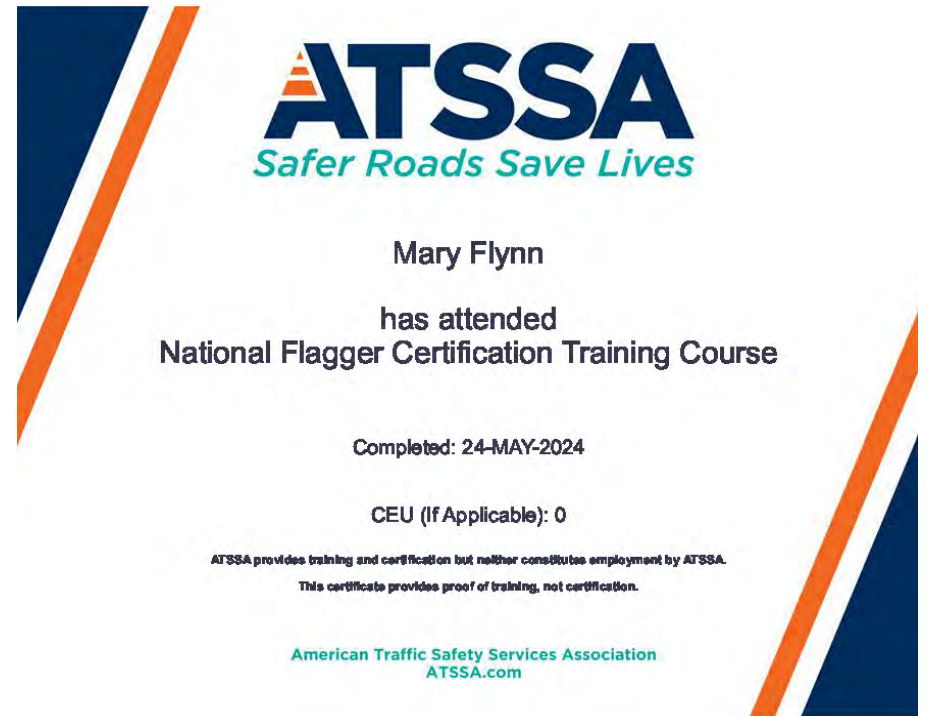 ATSSA
Safer Roads Save Lives
Mary Flynn
has attended
National Flagger Certification Training Course
Completed: 24-MAY-2024
CEU (If Applicable): 0
ATSSA provides training and certification but neither constitutes employment by ATSSA.
This certificate provides proof of training, not certification.
American Traffic Safety Services Association
ATSSA.com